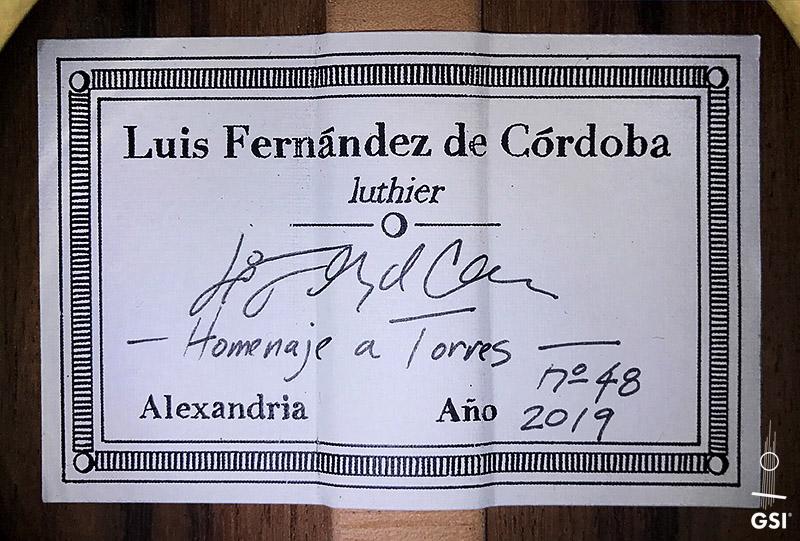 Luis Fernández de Córdoba
luthier
— Homenaje a Torres —
nº 48
Alexandria Año 2019
GSI®